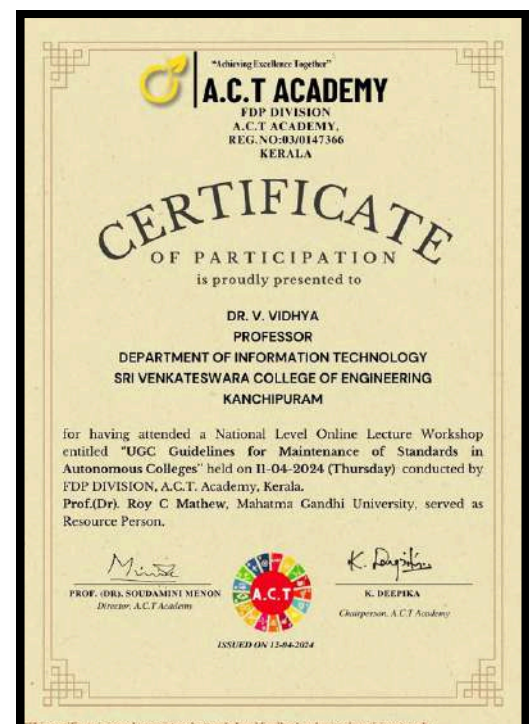 "Achieving Excellence Together"
A.C.T ACADEMY
FDP DIVISION
A.C.T ACADEMY,
REG.NO:03/0147366
KERALA
CERTIFICATE
OF PARTICIPATION
is proudly presented to
DR. V. VIDHYA
PROFESSOR
DEPARTMENT OF INFORMATION TECHNOLOGY
SRI VENKATESWARA COLLEGE OF ENGINEERING
KANCHIPURAM
for having attended a National Level Online Lecture Workshop
entitled "UGC Guidelines for Maintenance of Standards in
Autonomous Colleges" held on 11-04-2024 (Thursday) conducted by
FDP DIVISION, A.C.T. Academy, Kerala.
Prof.(Dr). Roy C Mathew, Mahatma Gandhi University, served as
Resource Person.
PROF. (DR). SOUDAMINI MENON
Director, A.C.T Academy
A.C.T
K. DEEPIKA
Chairperson, A.C.T Academy
ISSUED ON 12-04-2024